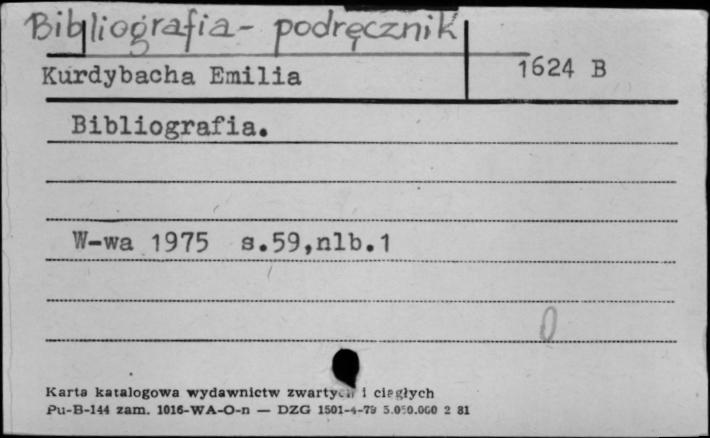 Bibliografia - podręcznik
Kurdybacha Emilia
1624 B
Bibliografia.
W-wa 1975 s.59,nlb.1
0
Karta katalogowa wydawnictw zwartych i ciągłych
Pu-B-144 zam. 1016-WA-O-n — DZG 1501-4-79 5.050.000 2 81